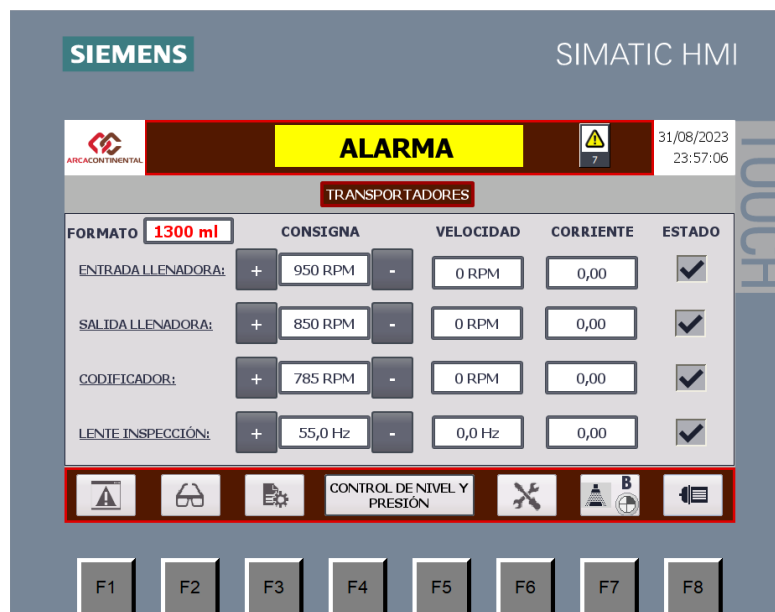 SIEMENS
SIMATIC HMI
TOUCH
ARCACONTINENTAL
ALARMA
7
31/08/2023
23:57:06
TRANSPORTADORES
FORMATO 1300 ml CONSIGNA VELOCIDAD CORRIENTE ESTADO
ENTRADA LLENADORA: + 950 RPM - 0 RPM 0,00
SALIDA LLENADORA: + 850 RPM - 0 RPM 0,00
CODIFICADOR: + 785 RPM - 0 RPM 0,00
LENTE INSPECCIÓN: + 55,0 Hz - 0,0 Hz 0,00
CONTROL DE NIVEL Y
PRESIÓN
B
F1 F2 F3 F4 F5 F6 F7 F8